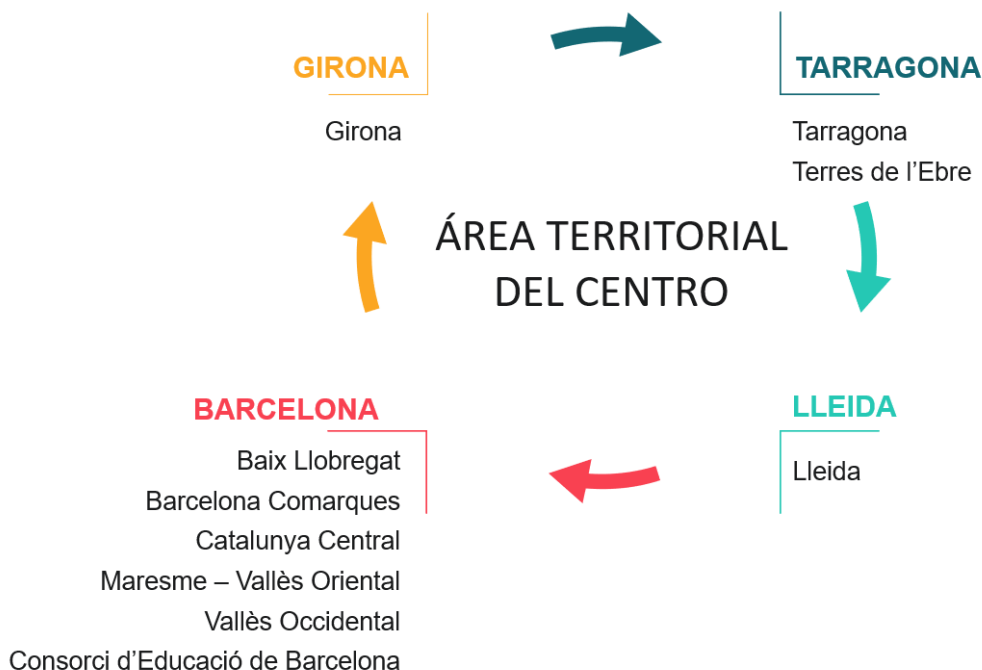 GIRONA
Girona
TARRAGONA
Tarragona
Terres de l’Ebre
ÁREA TERRITORIAL
DEL CENTRO
BARCELONA
Baix Llobregat
Barcelona Comarques
Catalunya Central
Maresme – Vallès Oriental
Vallès Occidental
Consorci d’Educació de Barcelona
LLEIDA
Lleida